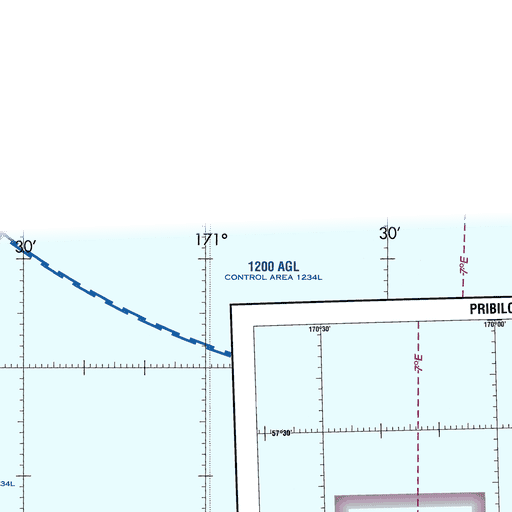 30′
171°
30′
1200 AGL
CONTROL AREA 1234L
7°E
PRIBILO
170°30′
170°00′
7°E
57°30′
34L